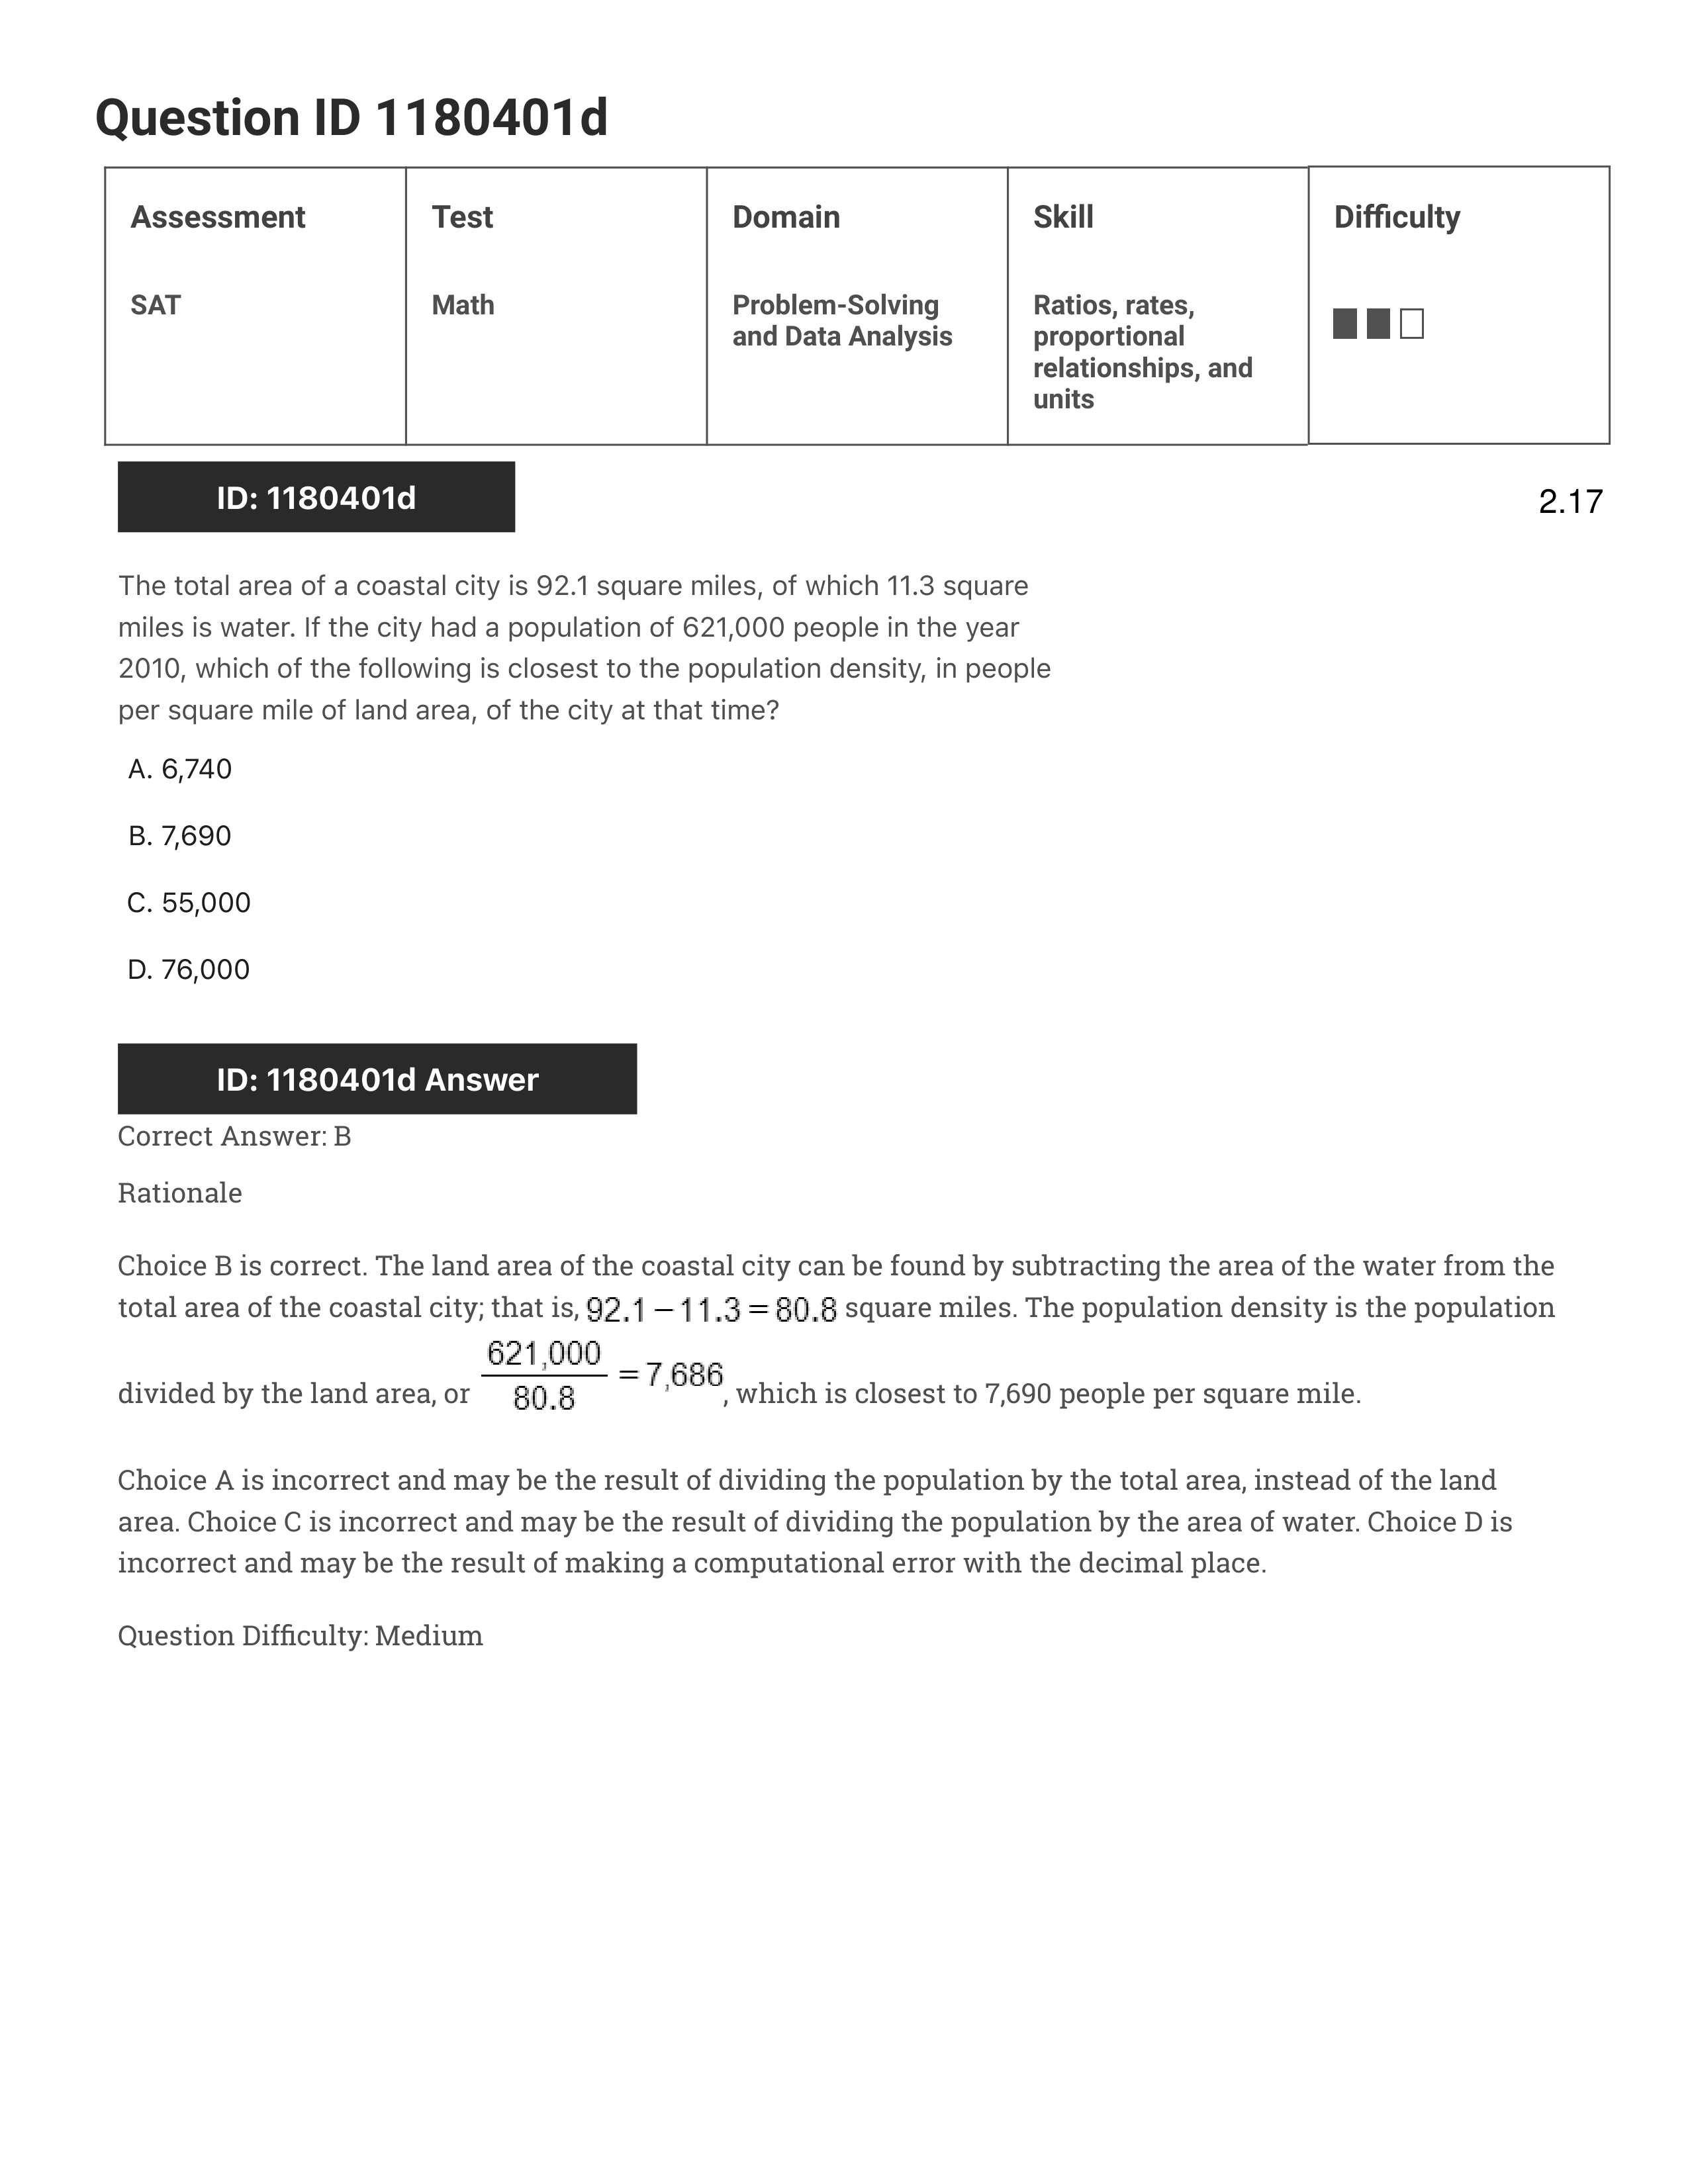 Question ID 1180401d
Assessment Test Domain Skill Difficulty
SAT Math Problem-Solving and Data Analysis Ratios, rates, proportional relationships, and units
ID: 1180401d
2.17
The total area of a coastal city is 92.1 square miles, of which 11.3 square
miles is water. If the city had a population of 621,000 people in the year
2010, which of the following is closest to the population density, in people
per square mile of land area, of the city at that time?
A. 6,740
B. 7,690
C. 55,000
D. 76,000
ID: 1180401d Answer
Correct Answer: B
Rationale
Choice B is correct. The land area of the coastal city can be found by subtracting the area of the water from the
total area of the coastal city; that is, 92.1 – 11.3 = 80.8 square miles. The population density is the population
divided by the land area, or 621,000 / 80.8 = 7,686, which is closest to 7,690 people per square mile.
Choice A is incorrect and may be the result of dividing the population by the total area, instead of the land
area. Choice C is incorrect and may be the result of dividing the population by the area of water. Choice D is
incorrect and may be the result of making a computational error with the decimal place.
Question Difficulty: Medium